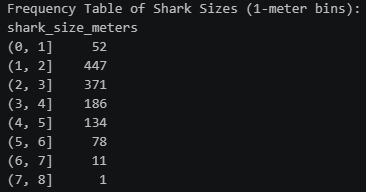 Frequency Table of Shark Sizes (1-meter bins):
shark_size_meters
(0, 1]     52
(1, 2]    447
(2, 3]    371
(3, 4]    186
(4, 5]    134
(5, 6]     78
(6, 7]     11
(7, 8]      1